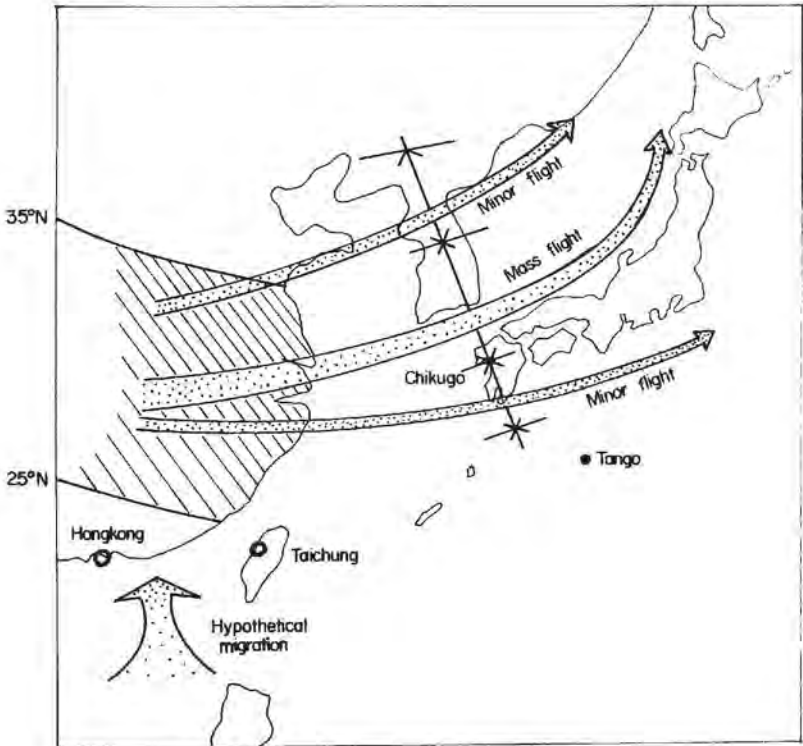 35°N
Minor flight
Mass flight
Chikugo
Minor flight
Tango
25°N
Hongkong
Taichung
Hypothetical
migration